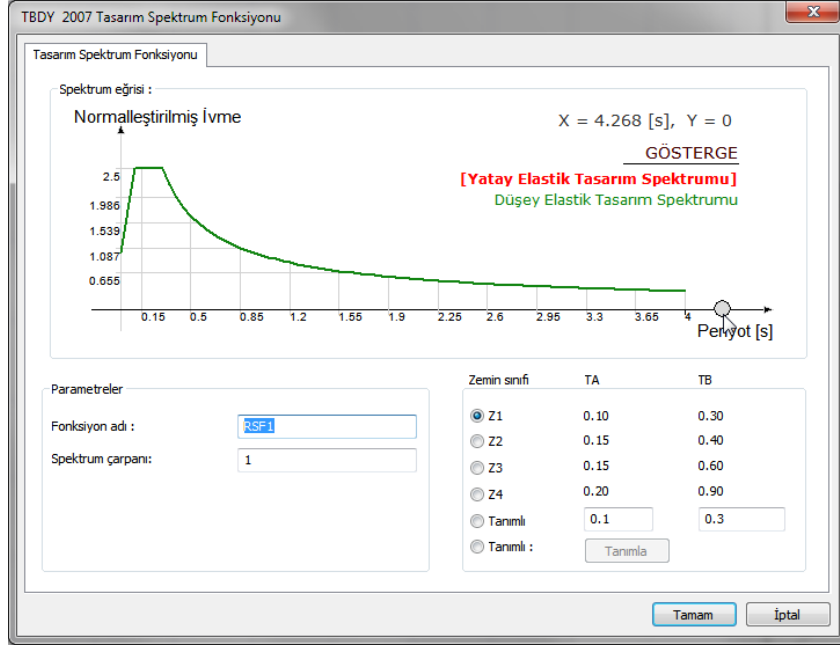 TBDY 2007 Tasarım Spektrum Fonksiyonu
Tasarım Spektrum Fonksiyonu
Spektrum eğrisi :
Normalleştirilmiş İvme
X = 4.268 [s], Y = 0
GÖSTERGE
[Yatay Elastik Tasarım Spektrumu]
Düşey Elastik Tasarım Spektrumu
2.5
1.986
1.539
1.087
0.655
0.15 0.5 0.85 1.2 1.55 1.9 2.25 2.6 2.95 3.3 3.65 4
Periyot [s]
Parametreler
Fonksiyon adı : RSF1
Spektrum çarpanı: 1
Zemin sınıfı TA TB
Z1 0.10 0.30
Z2 0.15 0.40
Z3 0.15 0.60
Z4 0.20 0.90
Tanımlı 0.1 0.3
Tanımlı : Tanımla
Tamam İptal